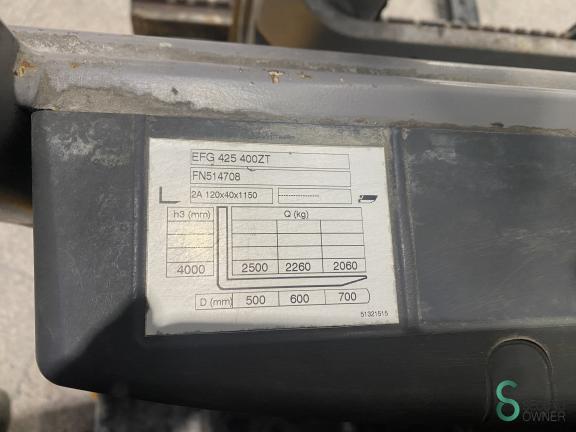 EFG 425 400ZT
FN514708
2A 120x40x1150
h3 (mm) Q (kg)
4000 2500 2260 2060
D (mm) 500 600 700
51321515
OWNER